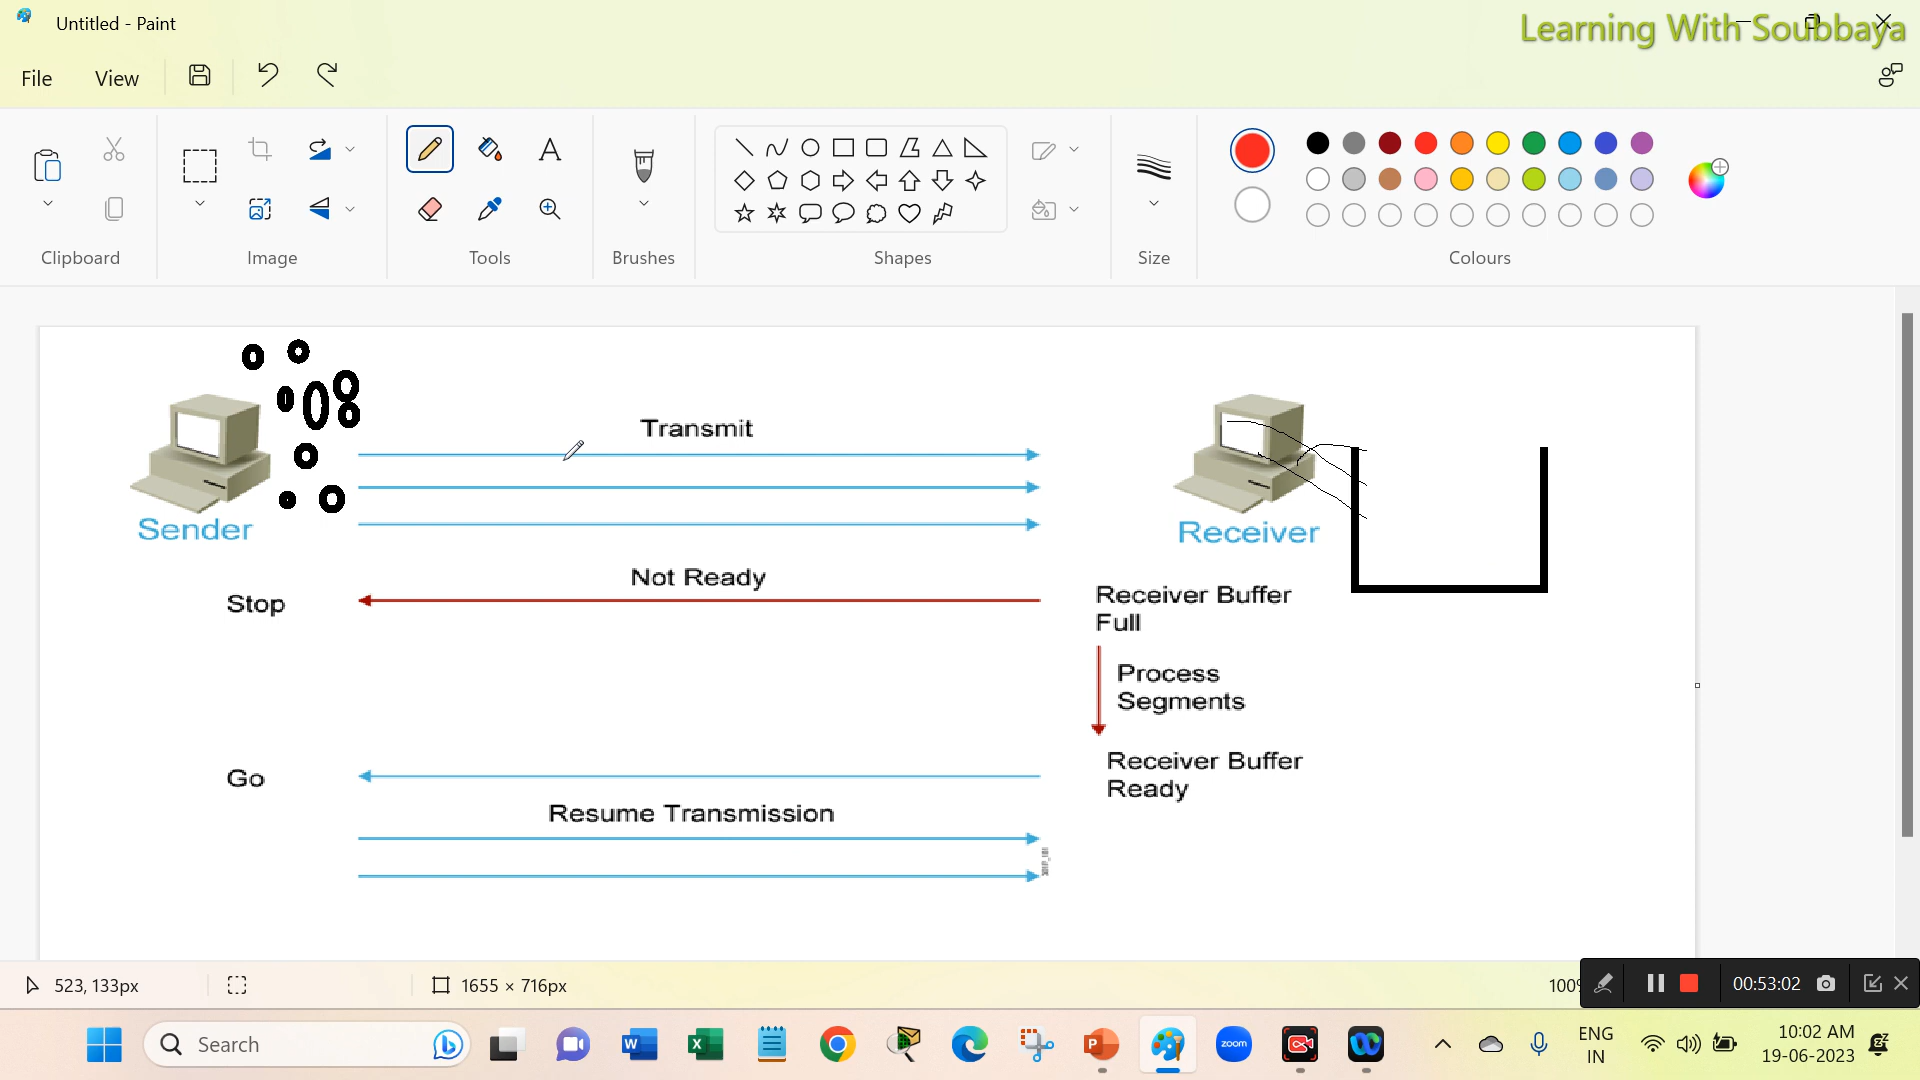 Untitled - Paint
Learning With Soubbaya
File
View
Clipboard
Image
Tools
Brushes
Shapes
Size
Colours
Transmit
Sender
Receiver
Not Ready
Stop
Receiver Buffer
Full
Process
Segments
Receiver Buffer
Ready
Go
Resume Transmission
523, 133px
1655 × 716px
100%
00:53:02
Search
zoom
ENG
IN
10:02 AM
19-06-2023